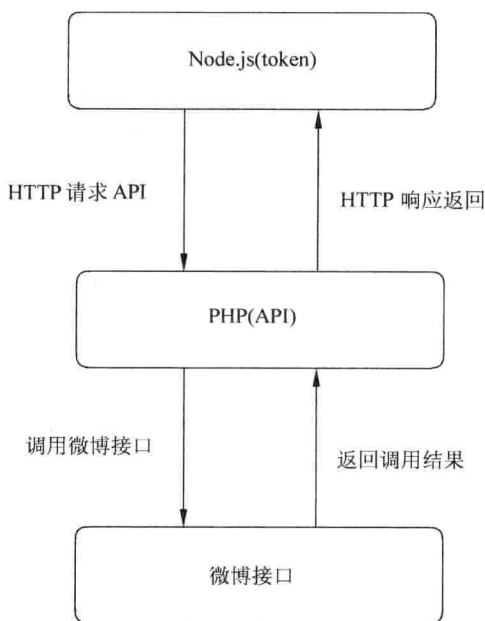 Node.js(token)
HTTP 请求 API
HTTP 响应返回
PHP(API)
调用微博接口
返回调用结果
微博接口